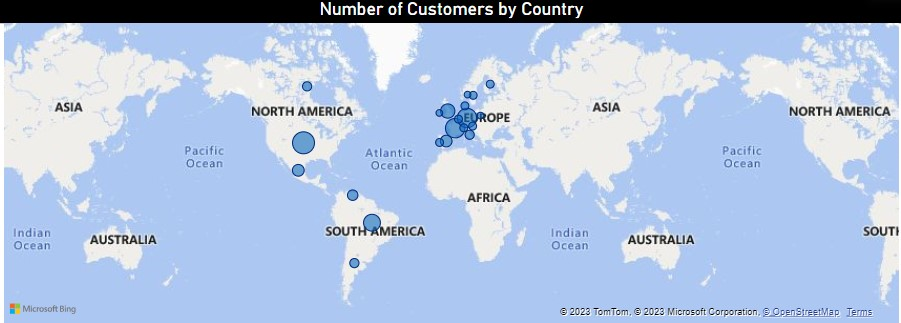 Number of Customers by Country
ASIA
NORTH AMERICA
EUROPE
ASIA
NORTH AMERICA
Pacific
Ocean
Atlantic
Ocean
Pacific
Ocean
AFRICA
Indian
Ocean
AUSTRALIA
SOUTH AMERICA
Indian
Ocean
AUSTRALIA
SOUTH
Microsoft Bing
© 2023 TomTom, © 2023 Microsoft Corporation, © OpenStreetMap Terms